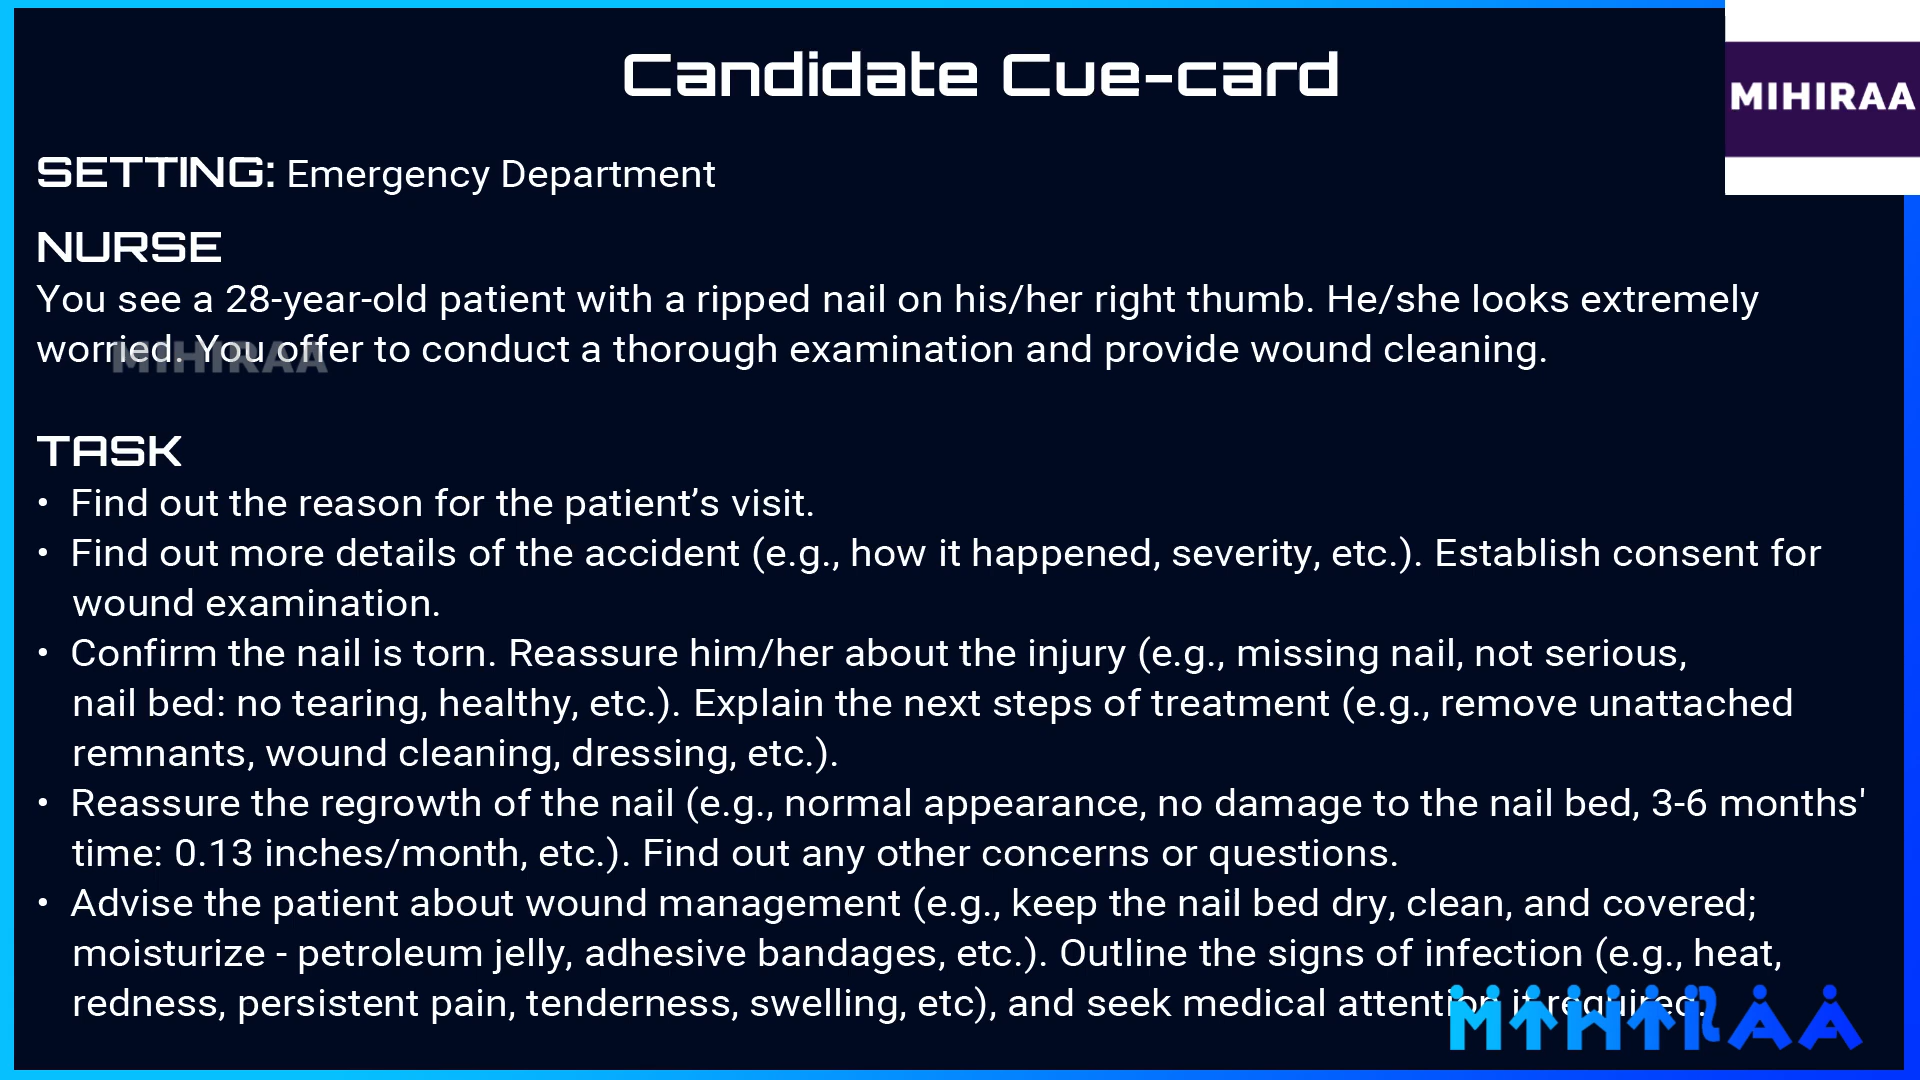 Candidate Cue-card
MIHIRAA
SETTING: Emergency Department
NURSE
You see a 28-year-old patient with a ripped nail on his/her right thumb. He/she looks extremely
worried. You offer to conduct a thorough examination and provide wound cleaning.
MIHIRAA
TASK
• Find out the reason for the patient’s visit.
• Find out more details of the accident (e.g., how it happened, severity, etc.). Establish consent for
wound examination.
• Confirm the nail is torn. Reassure him/her about the injury (e.g., missing nail, not serious,
nail bed: no tearing, healthy, etc.). Explain the next steps of treatment (e.g., remove unattached
remnants, wound cleaning, dressing, etc.).
• Reassure the regrowth of the nail (e.g., normal appearance, no damage to the nail bed, 3-6 months'
time: 0.13 inches/month, etc.). Find out any other concerns or questions.
• Advise the patient about wound management (e.g., keep the nail bed dry, clean, and covered;
moisturize - petroleum jelly, adhesive bandages, etc.). Outline the signs of infection (e.g., heat,
redness, persistent pain, tenderness, swelling, etc), and seek medical attention if required.
MIHIRAA